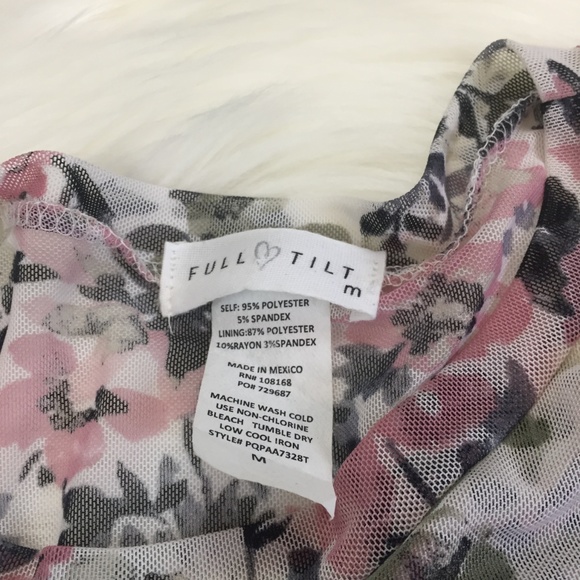 FULL TILT
m
SELF: 95% POLYESTER
5% SPANDEX
LINING:87% POLYESTER
10%RAYON 3%SPANDEX
MADE IN MEXICO
RN# 108168
PO# 729687
MACHINE WASH COLD
USE NON-CHLORINE
BLEACH TUMBLE DRY
LOW COOL IRON
STYLE# PQPAA7328T
M